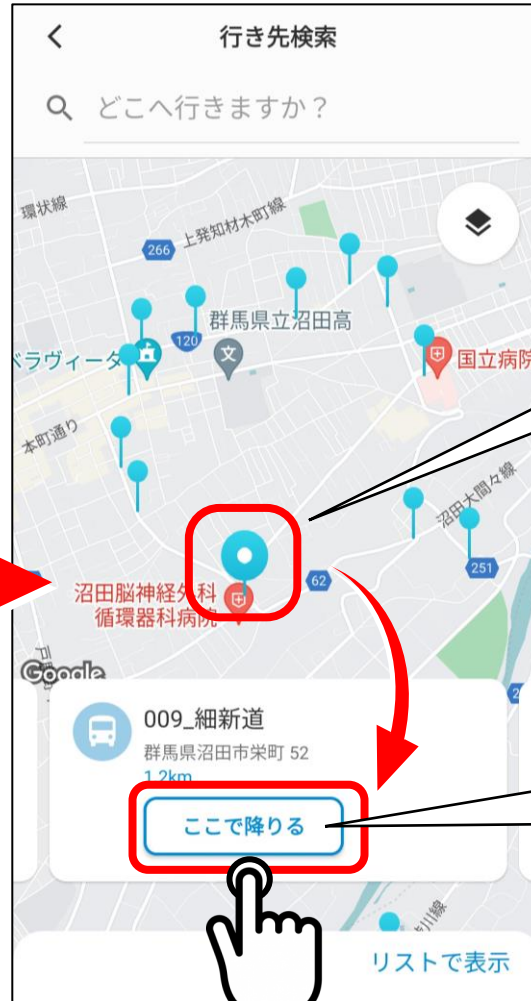 行き先検索
どこへ行きますか？
環状線
上発知材木町線
266
群馬県立沼田高
120
ベラヴィータ
国立病院
本町通り
沼田大間々線
251
62
沼田脳神経外科
循環器科病院
Google
009_細新道
群馬県沼田市栄町 52
1.2km
ここで降りる
リストで表示